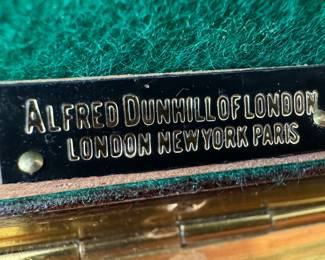 ALFRED DUNHILL OF LONDON
LONDON NEW YORK PARIS